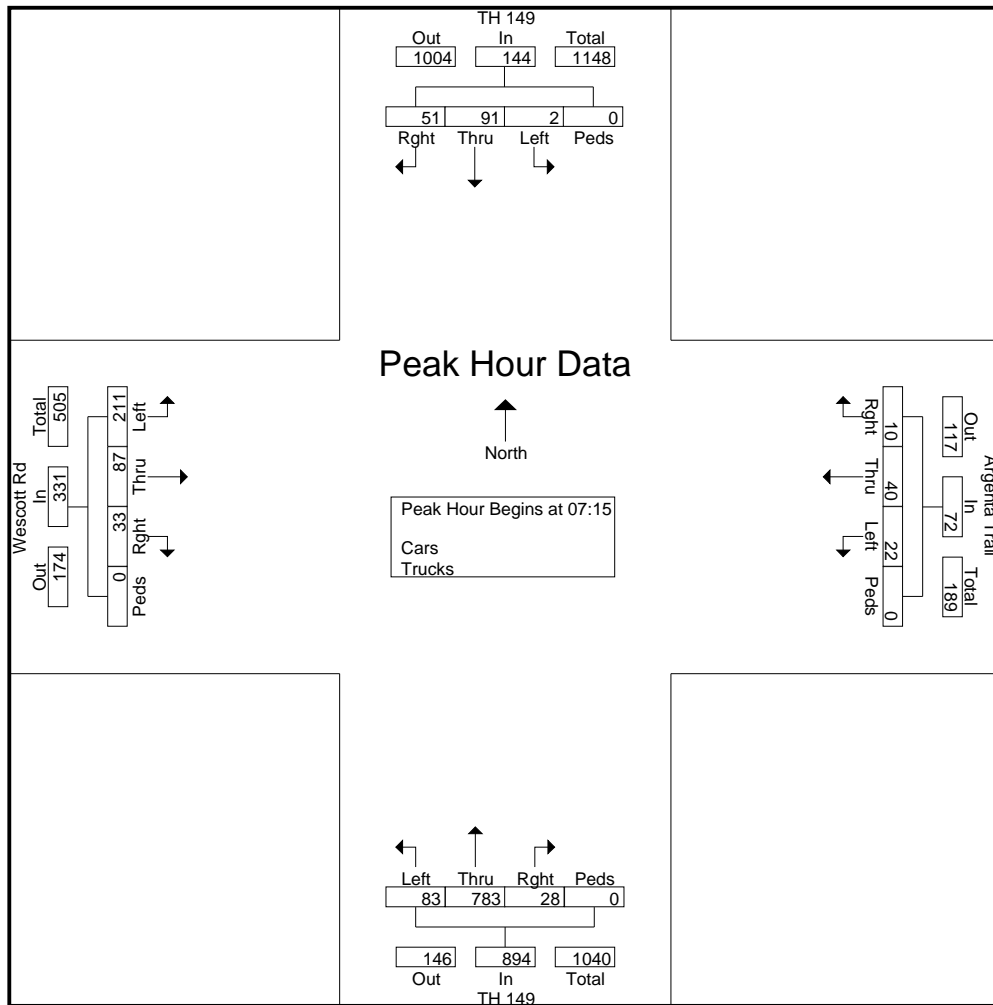 TH 149
Out In Total
1004 144 1148
51 91 2 0
Rght Thru Left Peds
Peak Hour Data
North
Peak Hour Begins at 07:15
Cars
Trucks
Wescott Rd
Total In Out
505 331 174
211 87 33 0
Left Thru Rght Peds
Argenta Trail
Out In Total
117 72 189
10 40 22 0
Rght Thru Left Peds
Left Thru Rght Peds
83 783 28 0
146 894 1040
Out In Total
TH 149